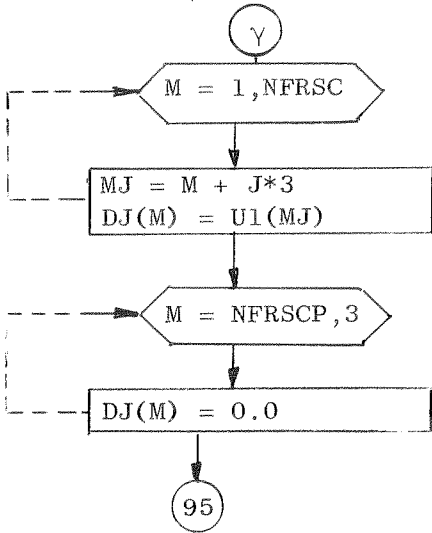 γ
M = 1,NFRSC
MJ = M + J*3
DJ(M) = U1(MJ)
M = NFRSCP,3
DJ(M) = 0.0
95